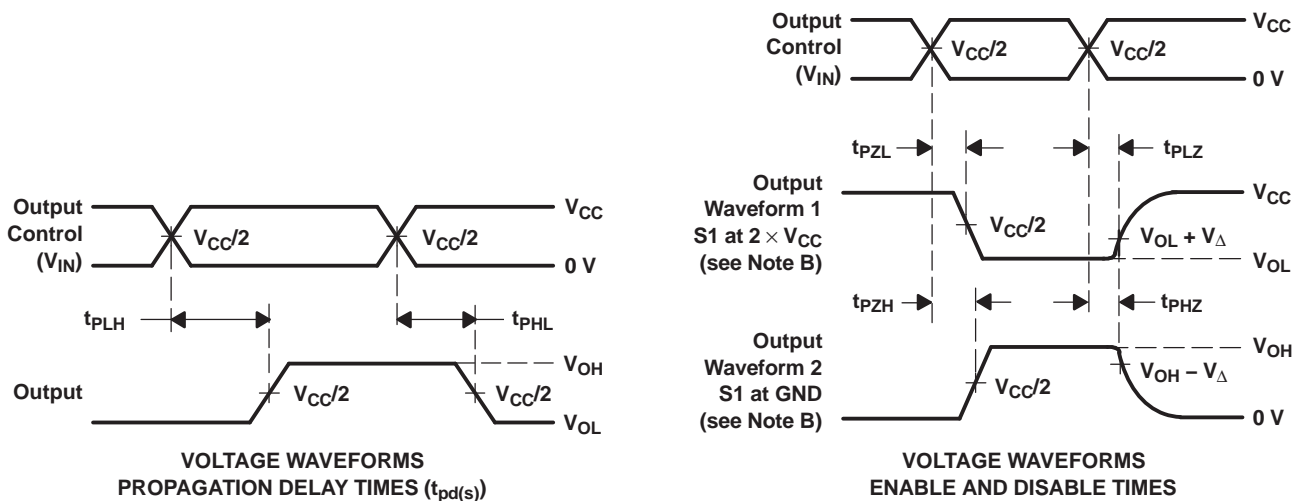 Output
Control
(VIN)
VCC/2
VCC/2
VCC
0 V
tPLH
tPHL
Output
VCC/2
VCC/2
VOH
VOL
VOLTAGE WAVEFORMS
PROPAGATION DELAY TIMES (tpd(s))
Output
Control
(VIN)
VCC/2
VCC/2
VCC
0 V
tPZL
tPLZ
Output
Waveform 1
S1 at 2 × VCC
(see Note B)
VCC/2
VCC
VOL + VΔ
VOL
tPZH
tPHZ
Output
Waveform 2
S1 at GND
(see Note B)
VCC/2
VOH
VOH − VΔ
0 V
VOLTAGE WAVEFORMS
ENABLE AND DISABLE TIMES